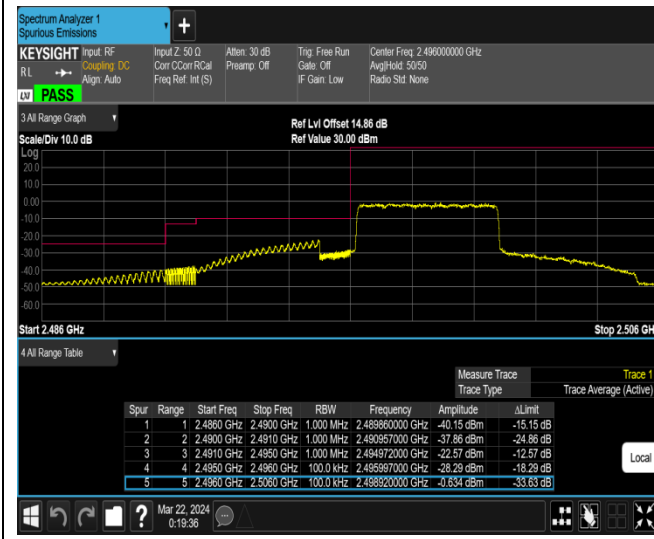 Spectrum Analyzer 1
Spurious Emissions
+
KEYSIGHT Input: RF Input Z: 50 Ω Atten: 30 dB Trig: Free Run Center Freq: 2.496000000 GHz
RL Coupling: DC Corr CCorr RCal Preamp: Off Gate: Off Avg|Hold: 50/50
Align: Auto Freq Ref: Int (S) IF Gain: Low Radio Std: None
LXI PASS
3 All Range Graph
Ref Lvl Offset 14.86 dB
Scale/Div 10.0 dB Ref Value 30.00 dBm
Log
20.0
10.0
0.00
-10.0
-20.0
-30.0
-40.0
-50.0
-60.0
Start 2.486 GHz Stop 2.506 GH
4 All Range Table
Measure Trace Trace 1
Trace Type Trace Average (Active)
Spur Range Start Freq Stop Freq RBW Frequency Amplitude ΔLimit
1 1 2.4860 GHz 2.4900 GHz 1.000 MHz 2.489860000 GHz -40.15 dBm -15.15 dB
2 2 2.4900 GHz 2.4910 GHz 1.000 MHz 2.490957000 GHz -37.86 dBm -24.86 dB
3 3 2.4910 GHz 2.4950 GHz 1.000 MHz 2.494972000 GHz -22.57 dBm -12.57 dB
4 4 2.4950 GHz 2.4960 GHz 100.0 kHz 2.495997000 GHz -28.29 dBm -18.29 dB
5 5 2.4960 GHz 2.5060 GHz 100.0 kHz 2.498920000 GHz -0.634 dBm -33.63 dB
Local
? Mar 22, 2024
0:19:36